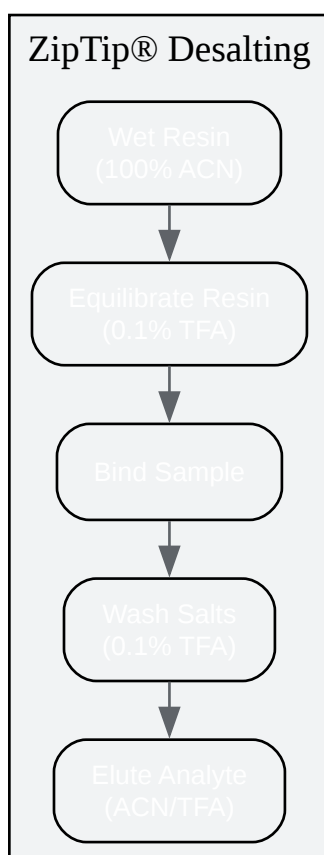 ZipTip® Desalting
Wet Resin
(100% ACN)
Equilibrate Resin
(0.1% TFA)
Bind Sample
Wash Salts
(0.1% TFA)
Elute Analyte
(ACN/TFA)